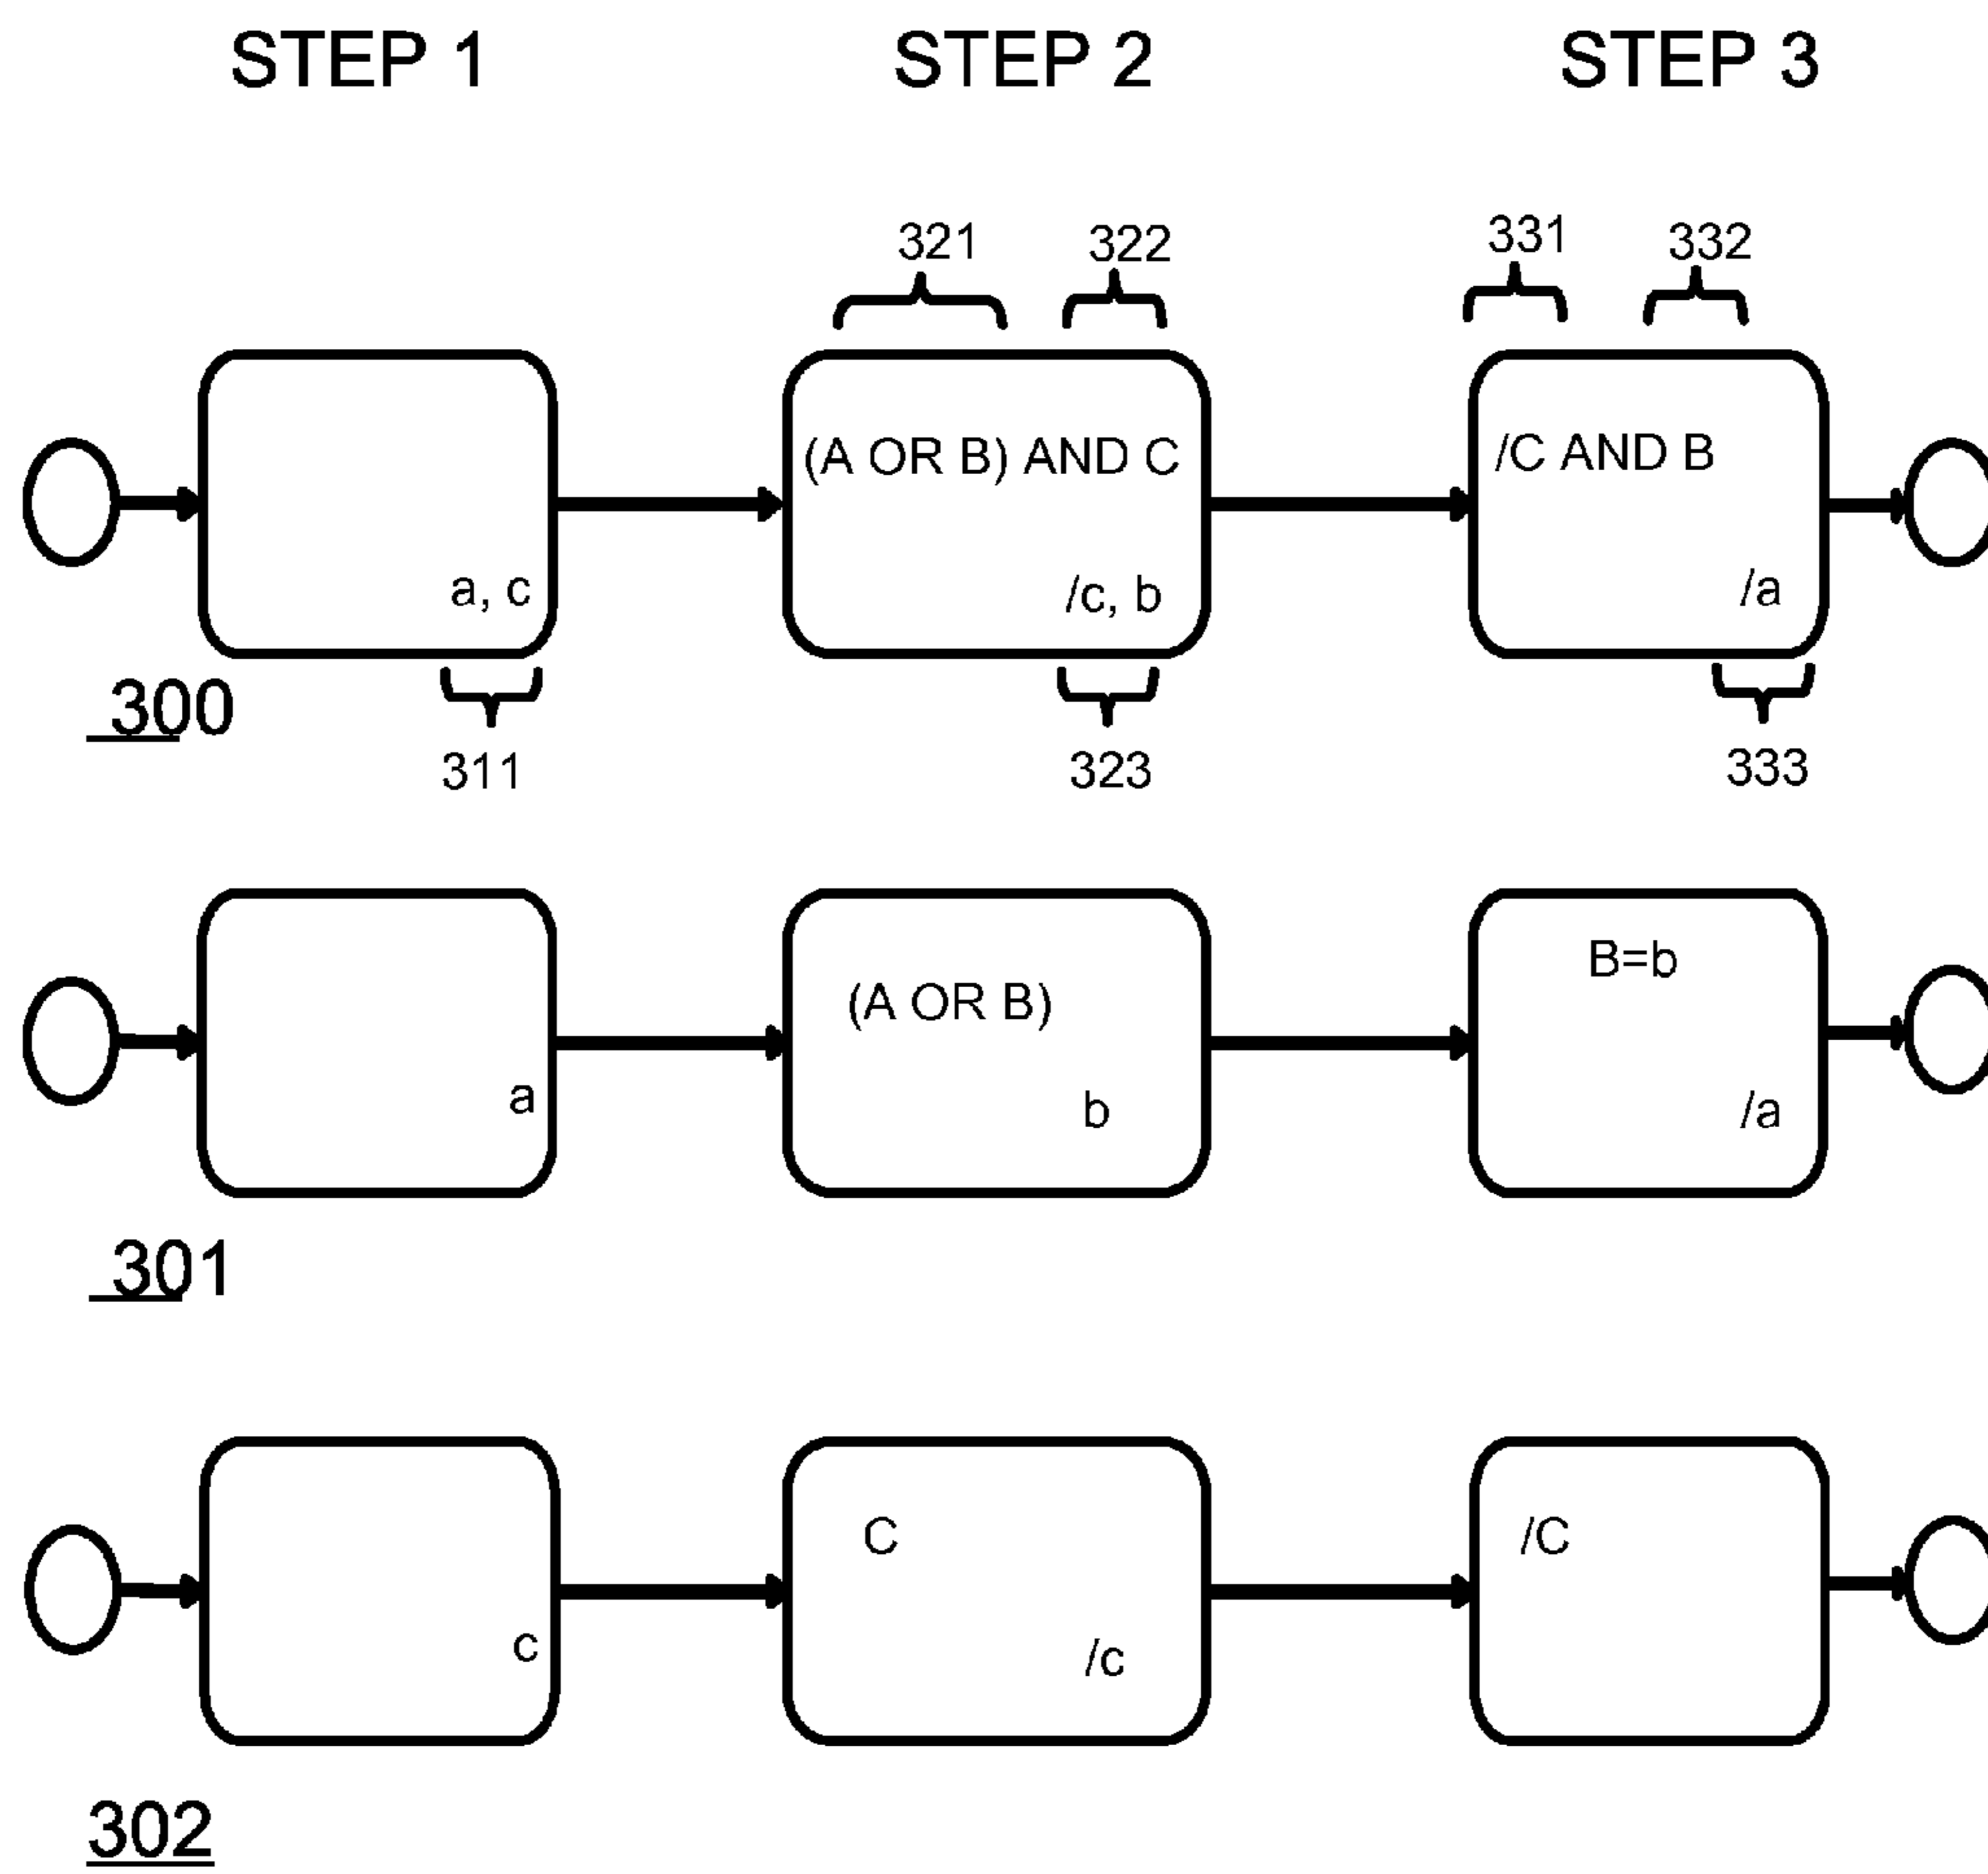 STEP 1 STEP 2 STEP 3
321 322 331 332
(A OR B) AND C /C AND B
a, c /c, b /a
300
311 323 333
(A OR B) B=b
a b /a
301
C /C
c /c
302